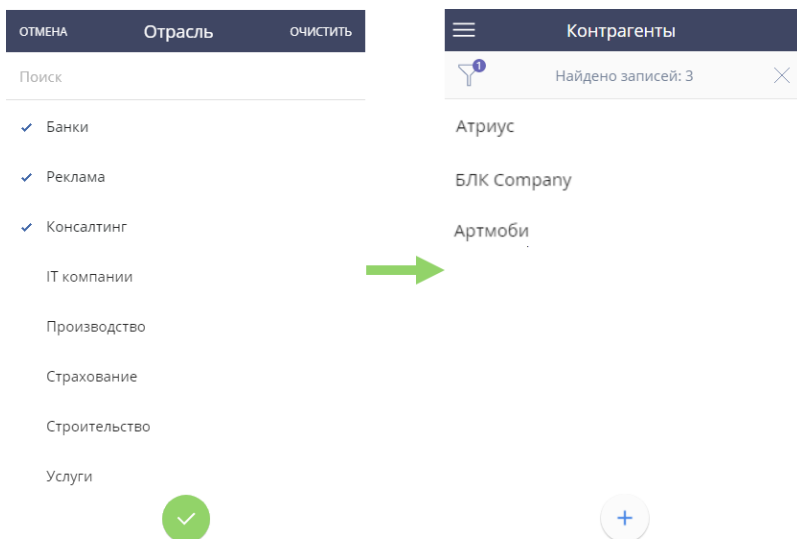 ОТМЕНА Отрасль ОЧИСТИТЬ
Поиск
Банки
Реклама
Консалтинг
IT компании
Производство
Страхование
Строительство
Услуги
Контрагенты
1
Найдено записей: 3
Атриус
БЛК Company
Артмоби